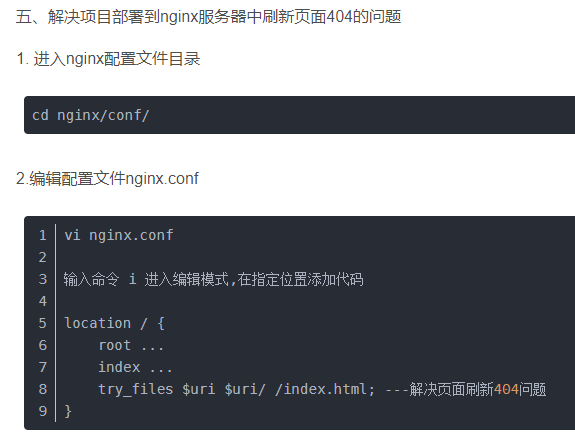 五、解决项目部署到nginx服务器中刷新页面404的问题
1. 进入nginx配置文件目录
cd nginx/conf/
2.编辑配置文件nginx.conf
1 vi nginx.conf
2
3 输入命令 i 进入编辑模式,在指定位置添加代码
4
5 location / {
6     root ...
7     index ...
8     try_files $uri $uri/ /index.html; ---解决页面刷新404问题
9 }